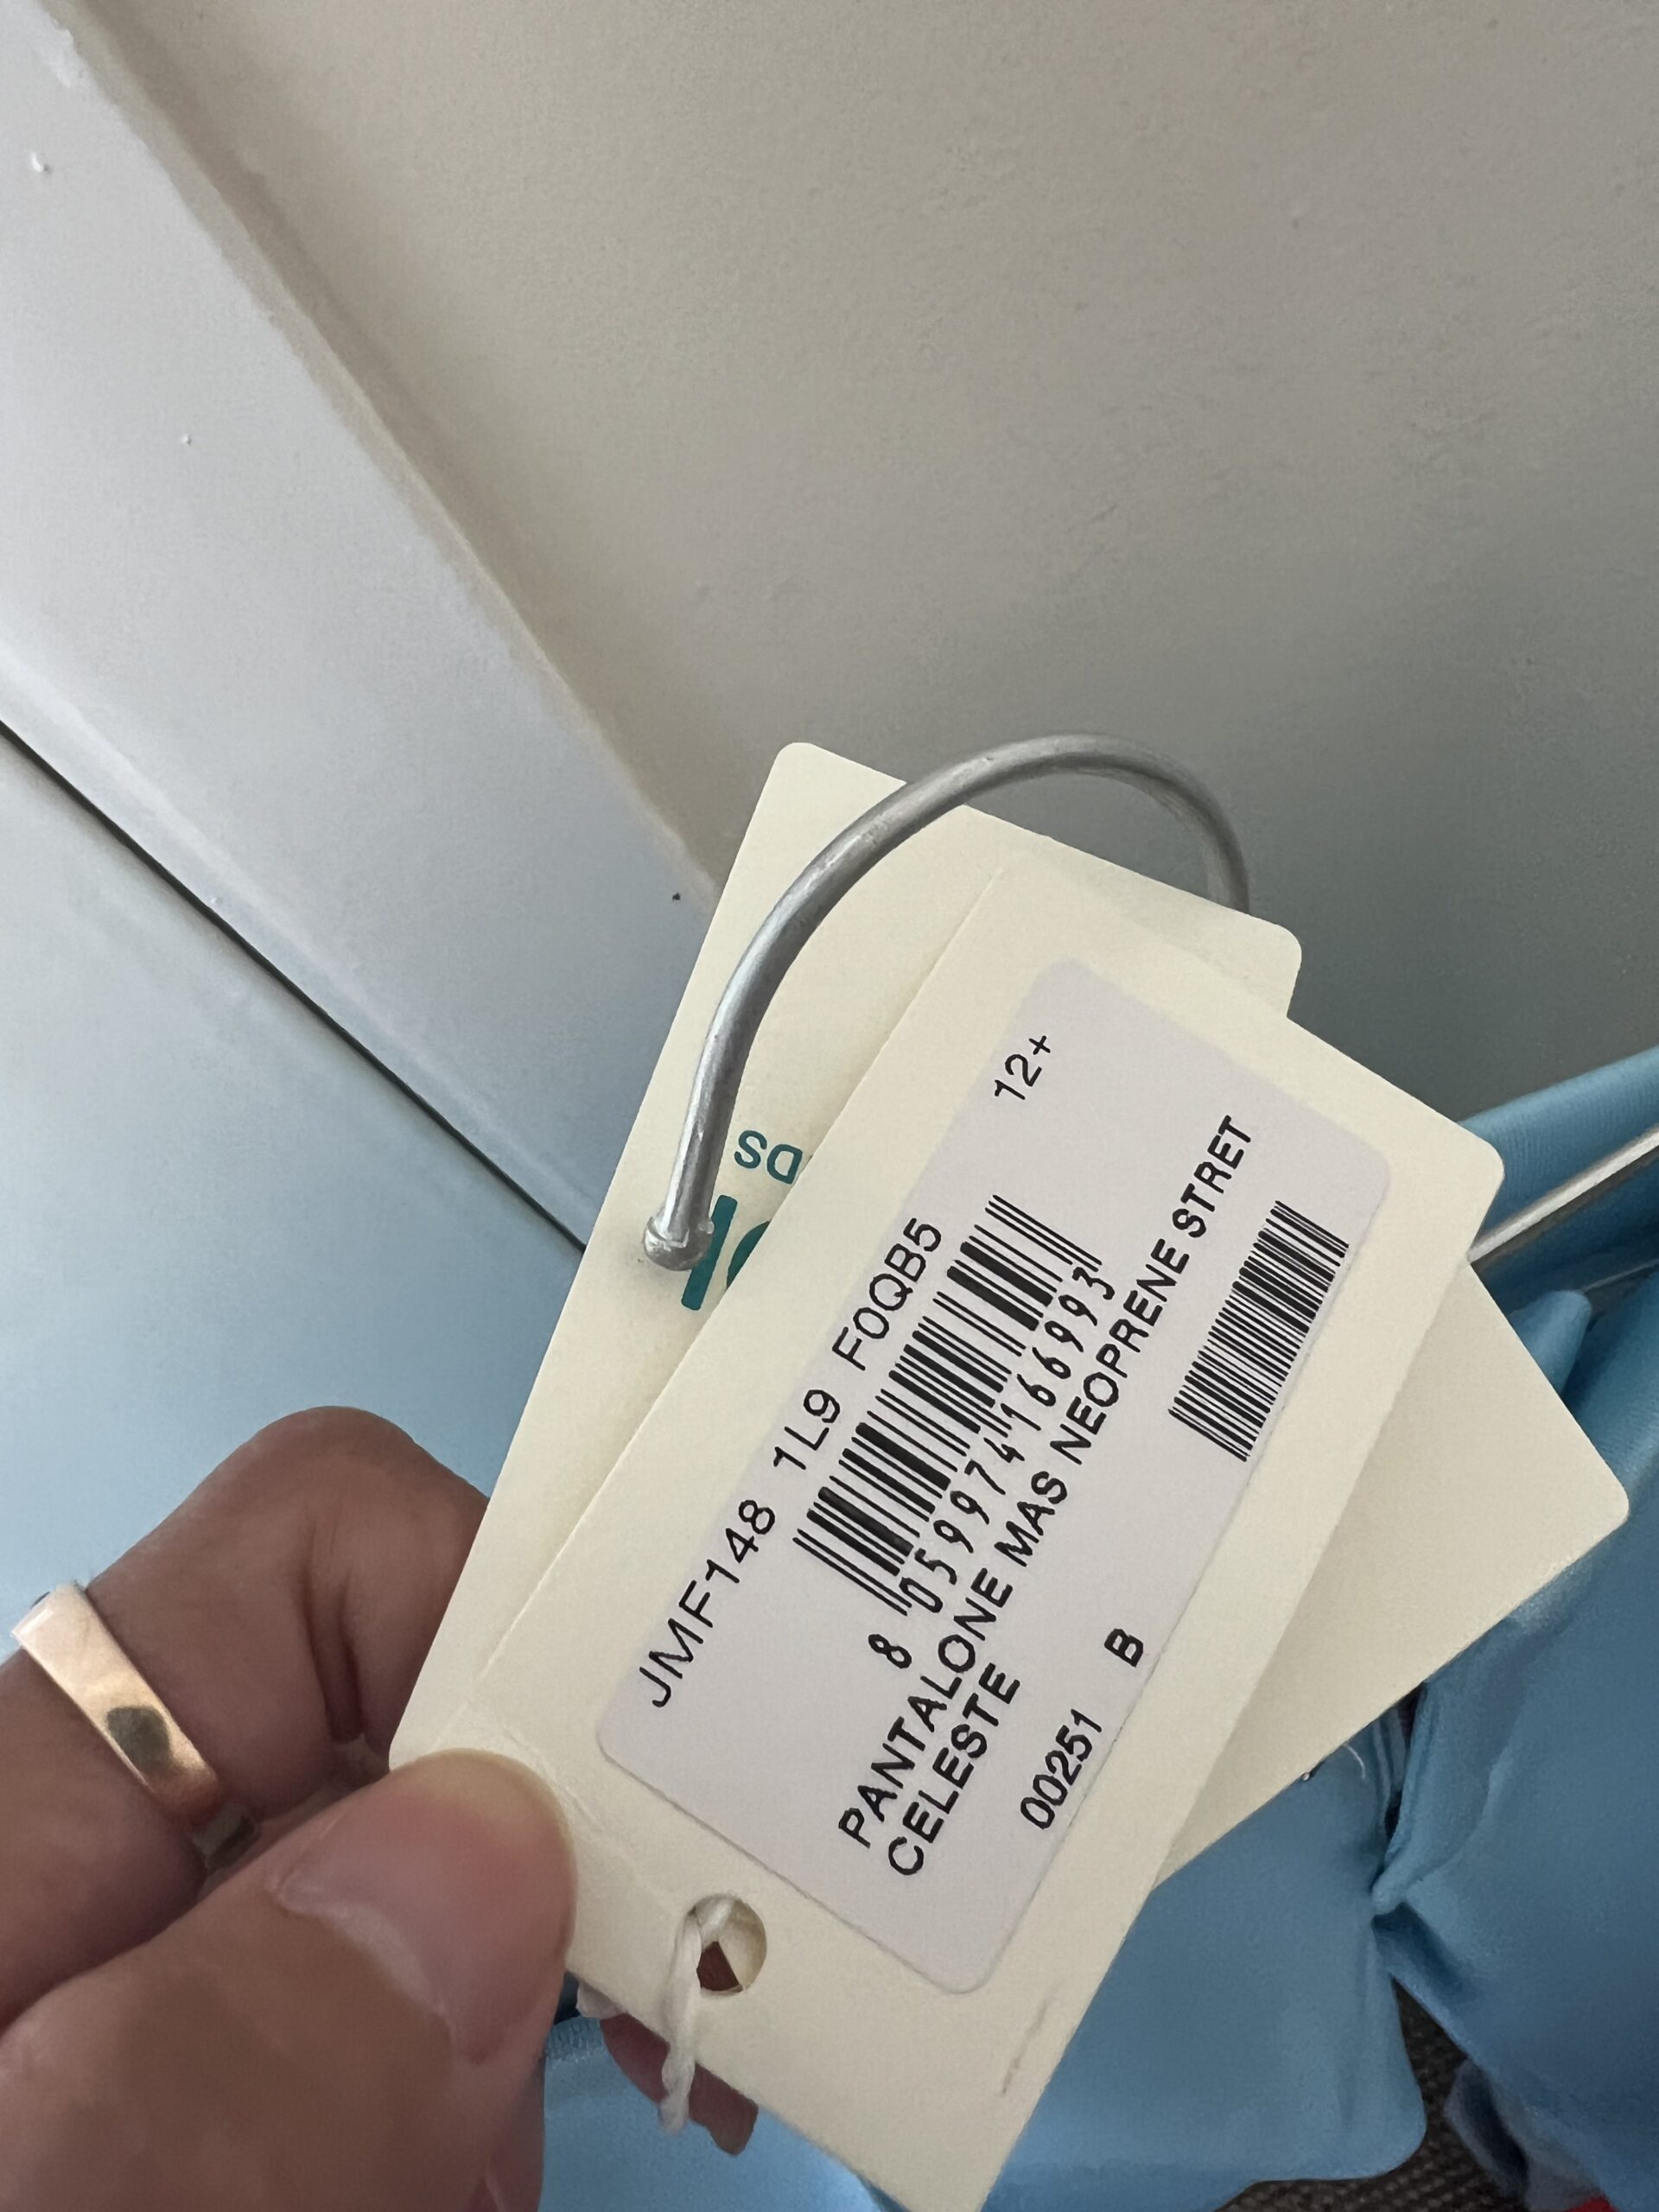 JMF148 1L9 F0QB5 12+
8 059974166993
PANTALONE MAS NEOPRENE STRET
CELESTE
00251 B